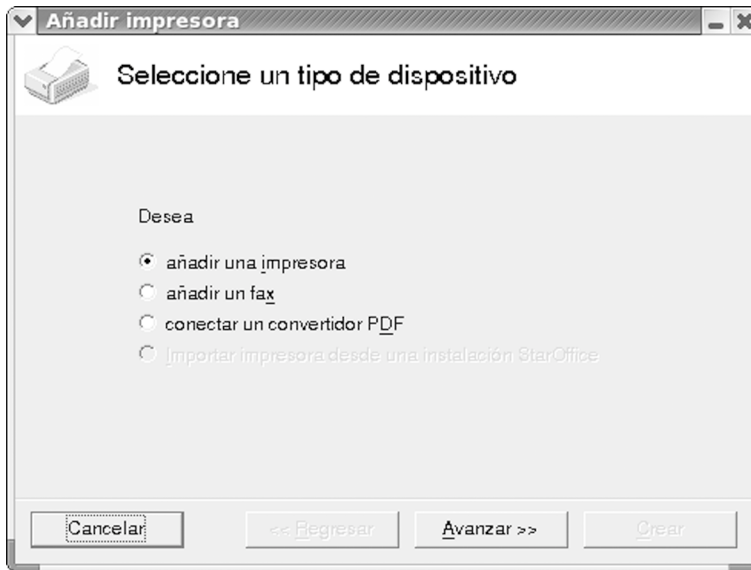 Añadir impresora
Seleccione un tipo de dispositivo
Desea
añadir una impresora
añadir un fax
conectar un convertidor PDF
Importar impresora desde una instalación StarOffice
Cancelar
<< Regresar
Avanzar >>
Crear